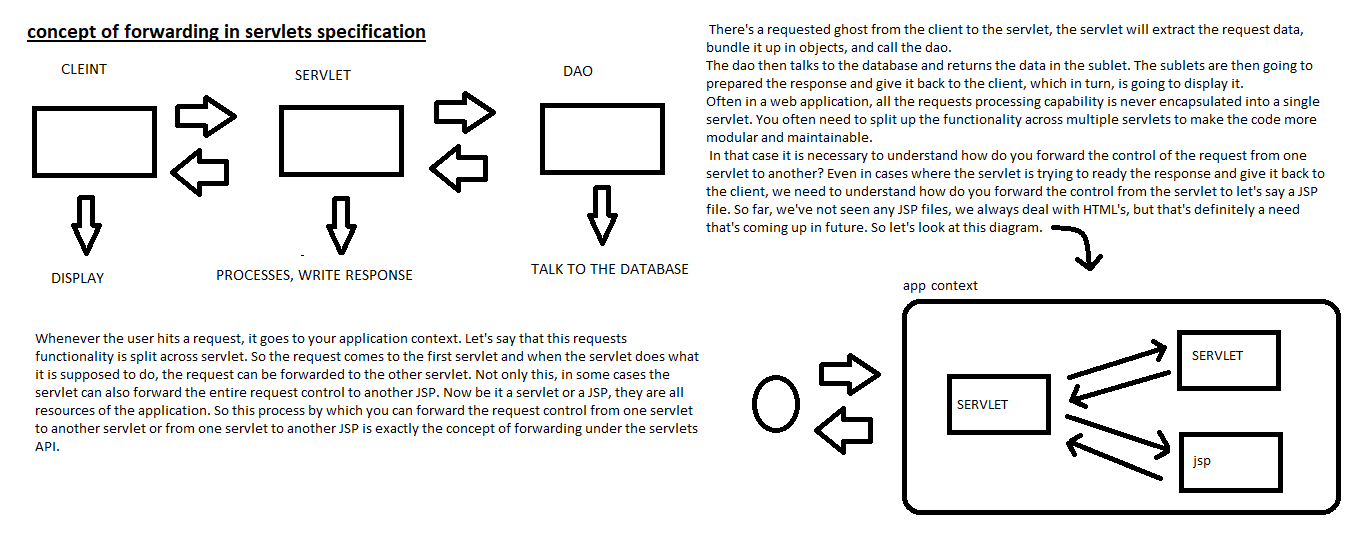 concept of forwarding in servlets specification
CLEINT
SERVLET
DAO
DISPLAY
PROCESSES, WRITE RESPONSE
TALK TO THE DATABASE
Whenever the user hits a request, it goes to your application context. Let's say that this requests
functionality is split across servlet. So the request comes to the first servlet and when the servlet does what
it is supposed to do, the request can be forwarded to the other servlet. Not only this, in some cases the
servlet can also forward the entire request control to another JSP. Now be it a servlet or a JSP, they are all
resources of the application. So this process by which you can forward the request control from one servlet
to another servlet or from one servlet to another JSP is exactly the concept of forwarding under the servlets
API.
There's a requested ghost from the client to the servlet, the servlet will extract the request data,
bundle it up in objects, and call the dao.
The dao then talks to the database and returns the data in the sublet. The sublets are then going to
prepared the response and give it back to the client, which in turn, is going to display it.
Often in a web application, all the requests processing capability is never encapsulated into a single
servlet. You often need to split up the functionality across multiple servlets to make the code more
modular and maintainable.
In that case it is necessary to understand how do you forward the control of the request from one
servlet to another? Even in cases where the servlet is trying to ready the response and give it back to
the client, we need to understand how do you forward the control from the servlet to let's say a JSP
file. So far, we've not seen any JSP files, we always deal with HTML's, but that's definitely a need
that's coming up in future. So let's look at this diagram.
app context
SERVLET
SERVLET
jsp